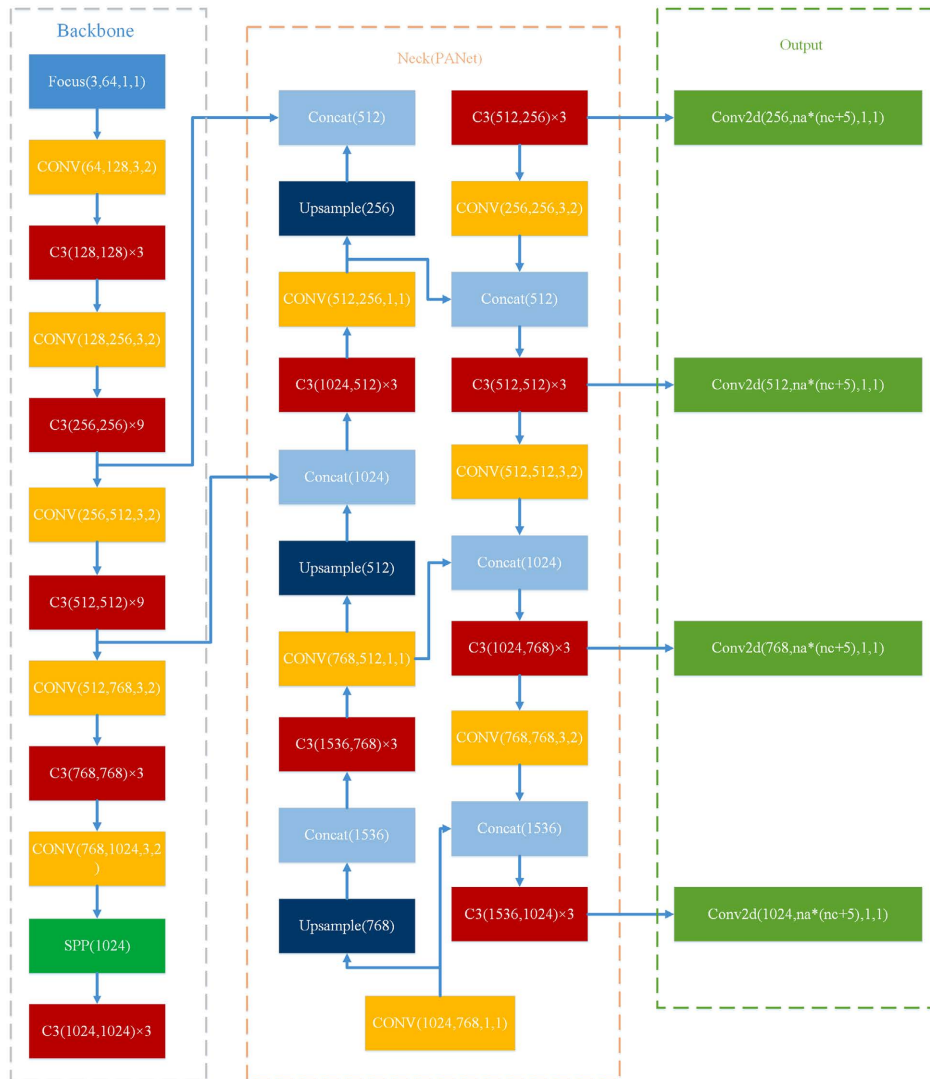 Backbone
Focus(3,64,1,1)
CONV(64,128,3,2)
C3(128,128)×3
CONV(128,256,3,2)
C3(256,256)×9
CONV(256,512,3,2)
C3(512,512)×9
CONV(512,768,3,2)
C3(768,768)×3
CONV(768,1024,3,2
)
SPP(1024)
C3(1024,1024)×3
Neck(PANet)
Concat(512)
Upsample(256)
CONV(512,256,1,1)
C3(1024,512)×3
Concat(1024)
Upsample(512)
CONV(768,512,1,1)
C3(1536,768)×3
Concat(1536)
Upsample(768)
CONV(1024,768,1,1)
C3(512,256)×3
CONV(256,256,3,2)
Concat(512)
C3(512,512)×3
CONV(512,512,3,2)
Concat(1024)
C3(1024,768)×3
CONV(768,768,3,2)
Concat(1536)
C3(1536,1024)×3
Output
Conv2d(256,na*(nc+5),1,1)
Conv2d(512,na*(nc+5),1,1)
Conv2d(768,na*(nc+5),1,1)
Conv2d(1024,na*(nc+5),1,1)